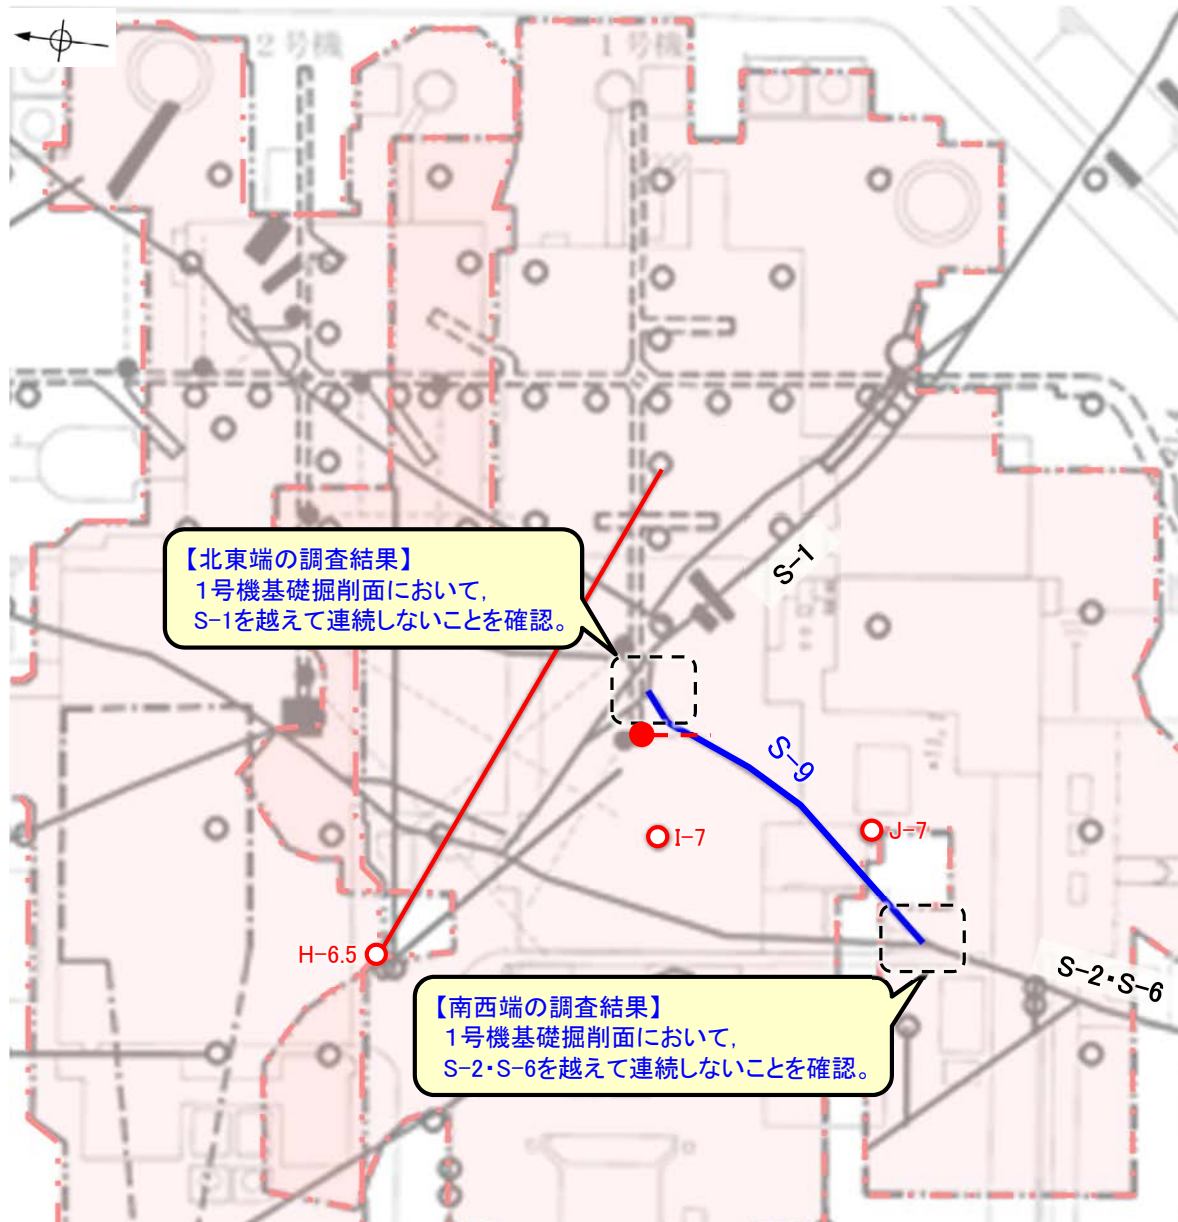 2号機
1号機
S-1
【北東端の調査結果】
1号機基礎掘削面において,
S-1を越えて連続しないことを確認。
S-9
I-7
J-7
H-6.5
S-2・S-6
【南西端の調査結果】
1号機基礎掘削面において,
S-2・S-6を越えて連続しないことを確認。